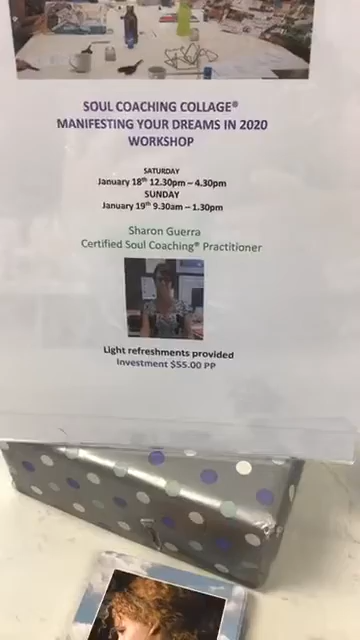 SOUL COACHING COLLAGE®
MANIFESTING YOUR DREAMS IN 2020
WORKSHOP
SATURDAY
January 18th 12.30pm – 4.30pm
SUNDAY
January 19th 9.30am – 1.30pm
Sharon Guerra
Certified Soul Coaching® Practitioner
Light refreshments provided
Investment $55.00 PP